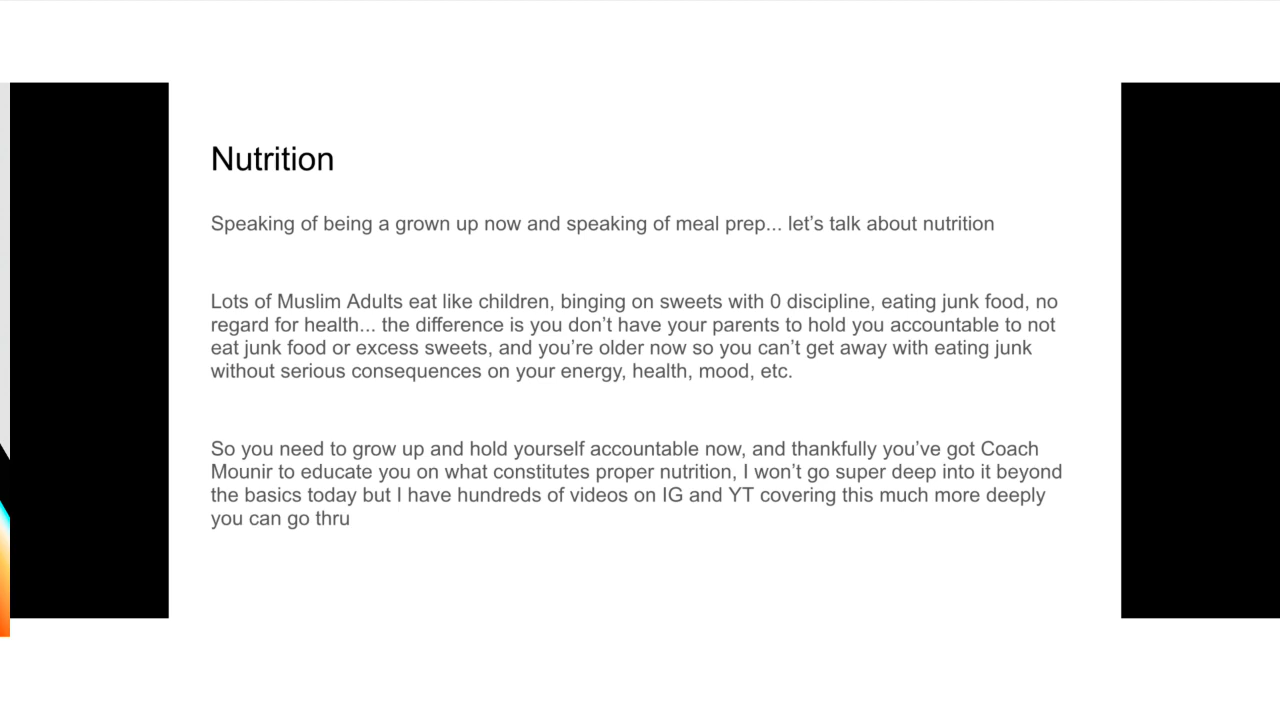 Nutrition
Speaking of being a grown up now and speaking of meal prep... let’s talk about nutrition
Lots of Muslim Adults eat like children, binging on sweets with 0 discipline, eating junk food, no
regard for health... the difference is you don’t have your parents to hold you accountable to not
eat junk food or excess sweets, and you’re older now so you can’t get away with eating junk
without serious consequences on your energy, health, mood, etc.
So you need to grow up and hold yourself accountable now, and thankfully you’ve got Coach
Mounir to educate you on what constitutes proper nutrition, I won’t go super deep into it beyond
the basics today but I have hundreds of videos on IG and YT covering this much more deeply
you can go thru